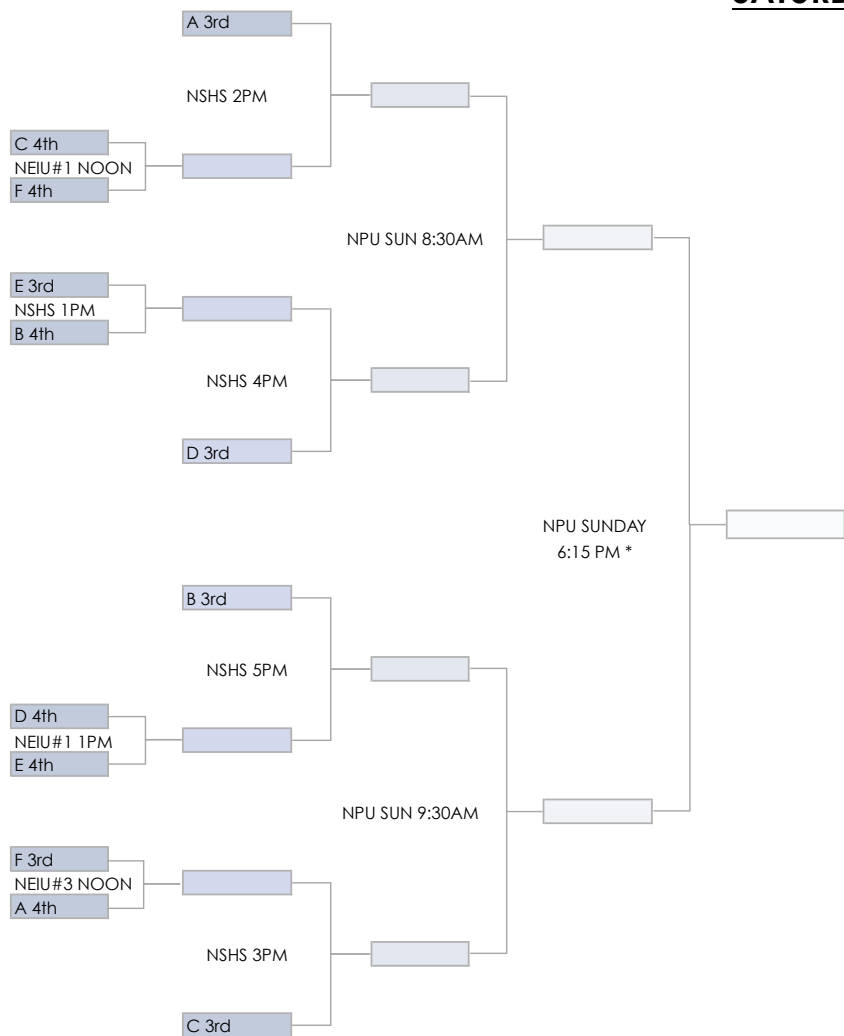 A 3rd
NSHS 2PM
C 4th
NEIU#1 NOON
F 4th
NPU SUN 8:30AM
E 3rd
NSHS 1PM
B 4th
NSHS 4PM
D 3rd
NPU SUNDAY
6:15 PM *
B 3rd
NSHS 5PM
D 4th
NEIU#1 1PM
E 4th
NPU SUN 9:30AM
F 3rd
NEIU#3 NOON
A 4th
NSHS 3PM
C 3rd